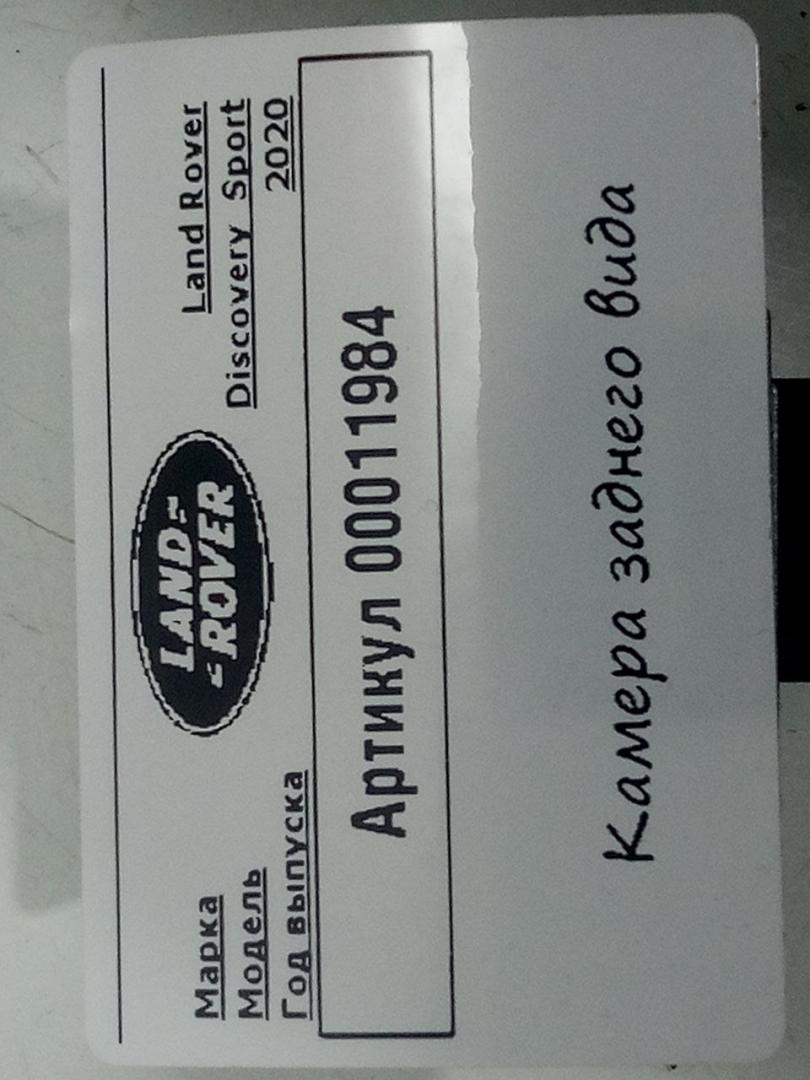 Марка Land Rover
Модель Discovery Sport
Год выпуска 2020
LAND
ROVER
Артикул 00011984
Камера заднего вида